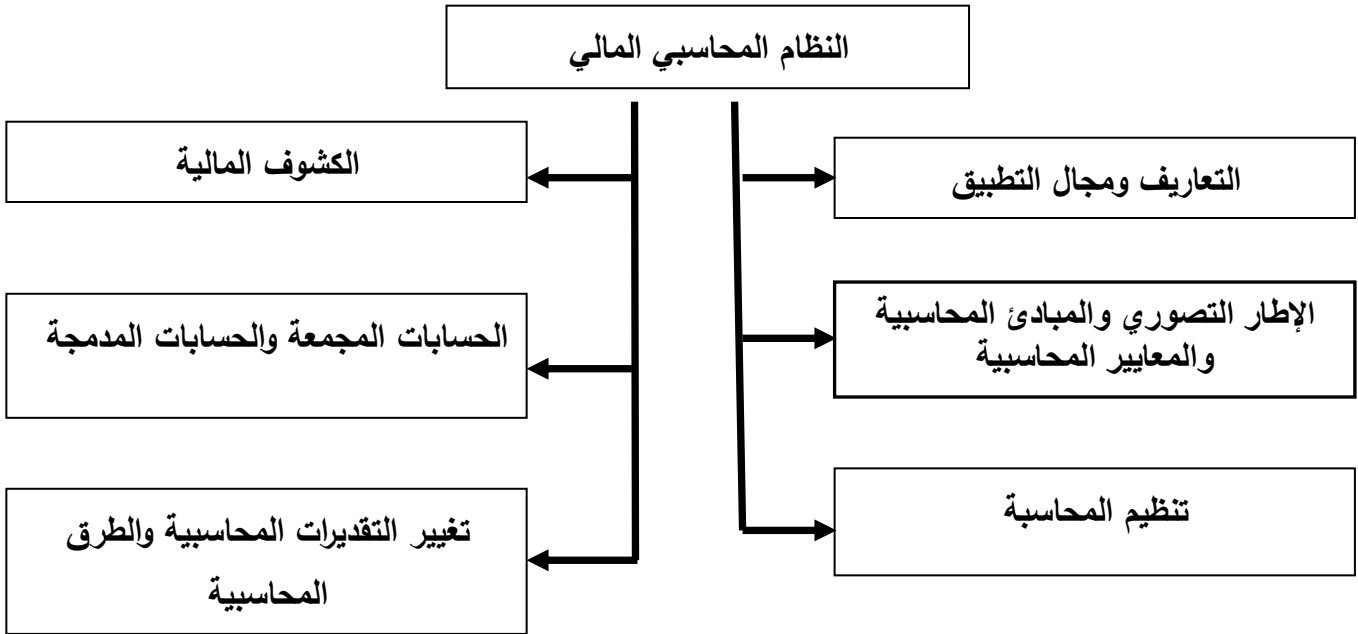 النظام المحاسبي المالي
التعاريف ومجال التطبيق
الكشوف المالية
الإطار التصوري والمبادئ المحاسبية
والمعايير المحاسبية
الحسابات المجمعة والحسابات المدمجة
تنظيم المحاسبة
تغيير التقديرات المحاسبية والطرق
المحاسبية